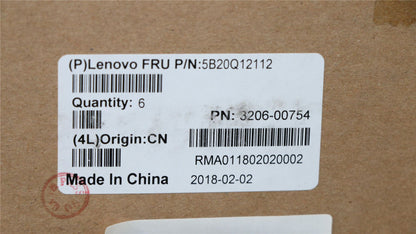 (P)Lenovo FRU P/N:5B20Q12112
Quantity: 6
PN: 3206-00754
(4L)Origin:CN
RMA011802020002
Made In China
2018-02-02